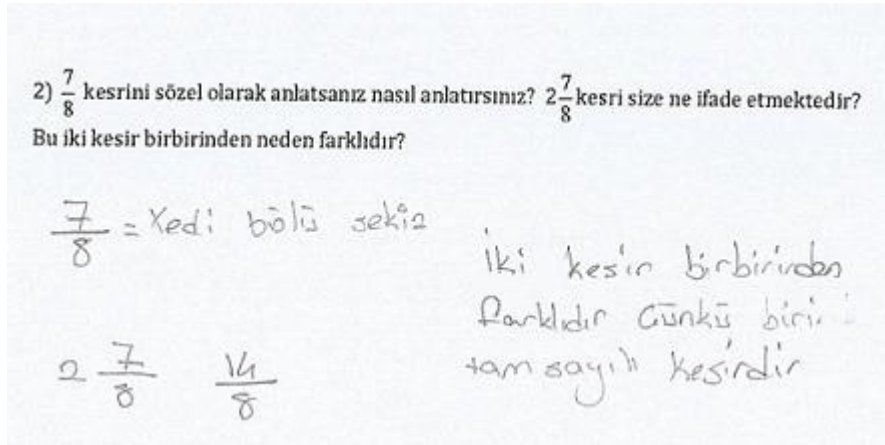 2) 7/8 kesrini sözel olarak anlatsanız nasıl anlatırsınız? 2 7/8 kesri size ne ifade etmektedir?
Bu iki kesir birbirinden neden farklıdır?
7/8 = Yedi bölü sekiz
2 7/8 14/8
İki kesir birbirinden
farklıdır Çünkü biri
tam sayılı kesirdir